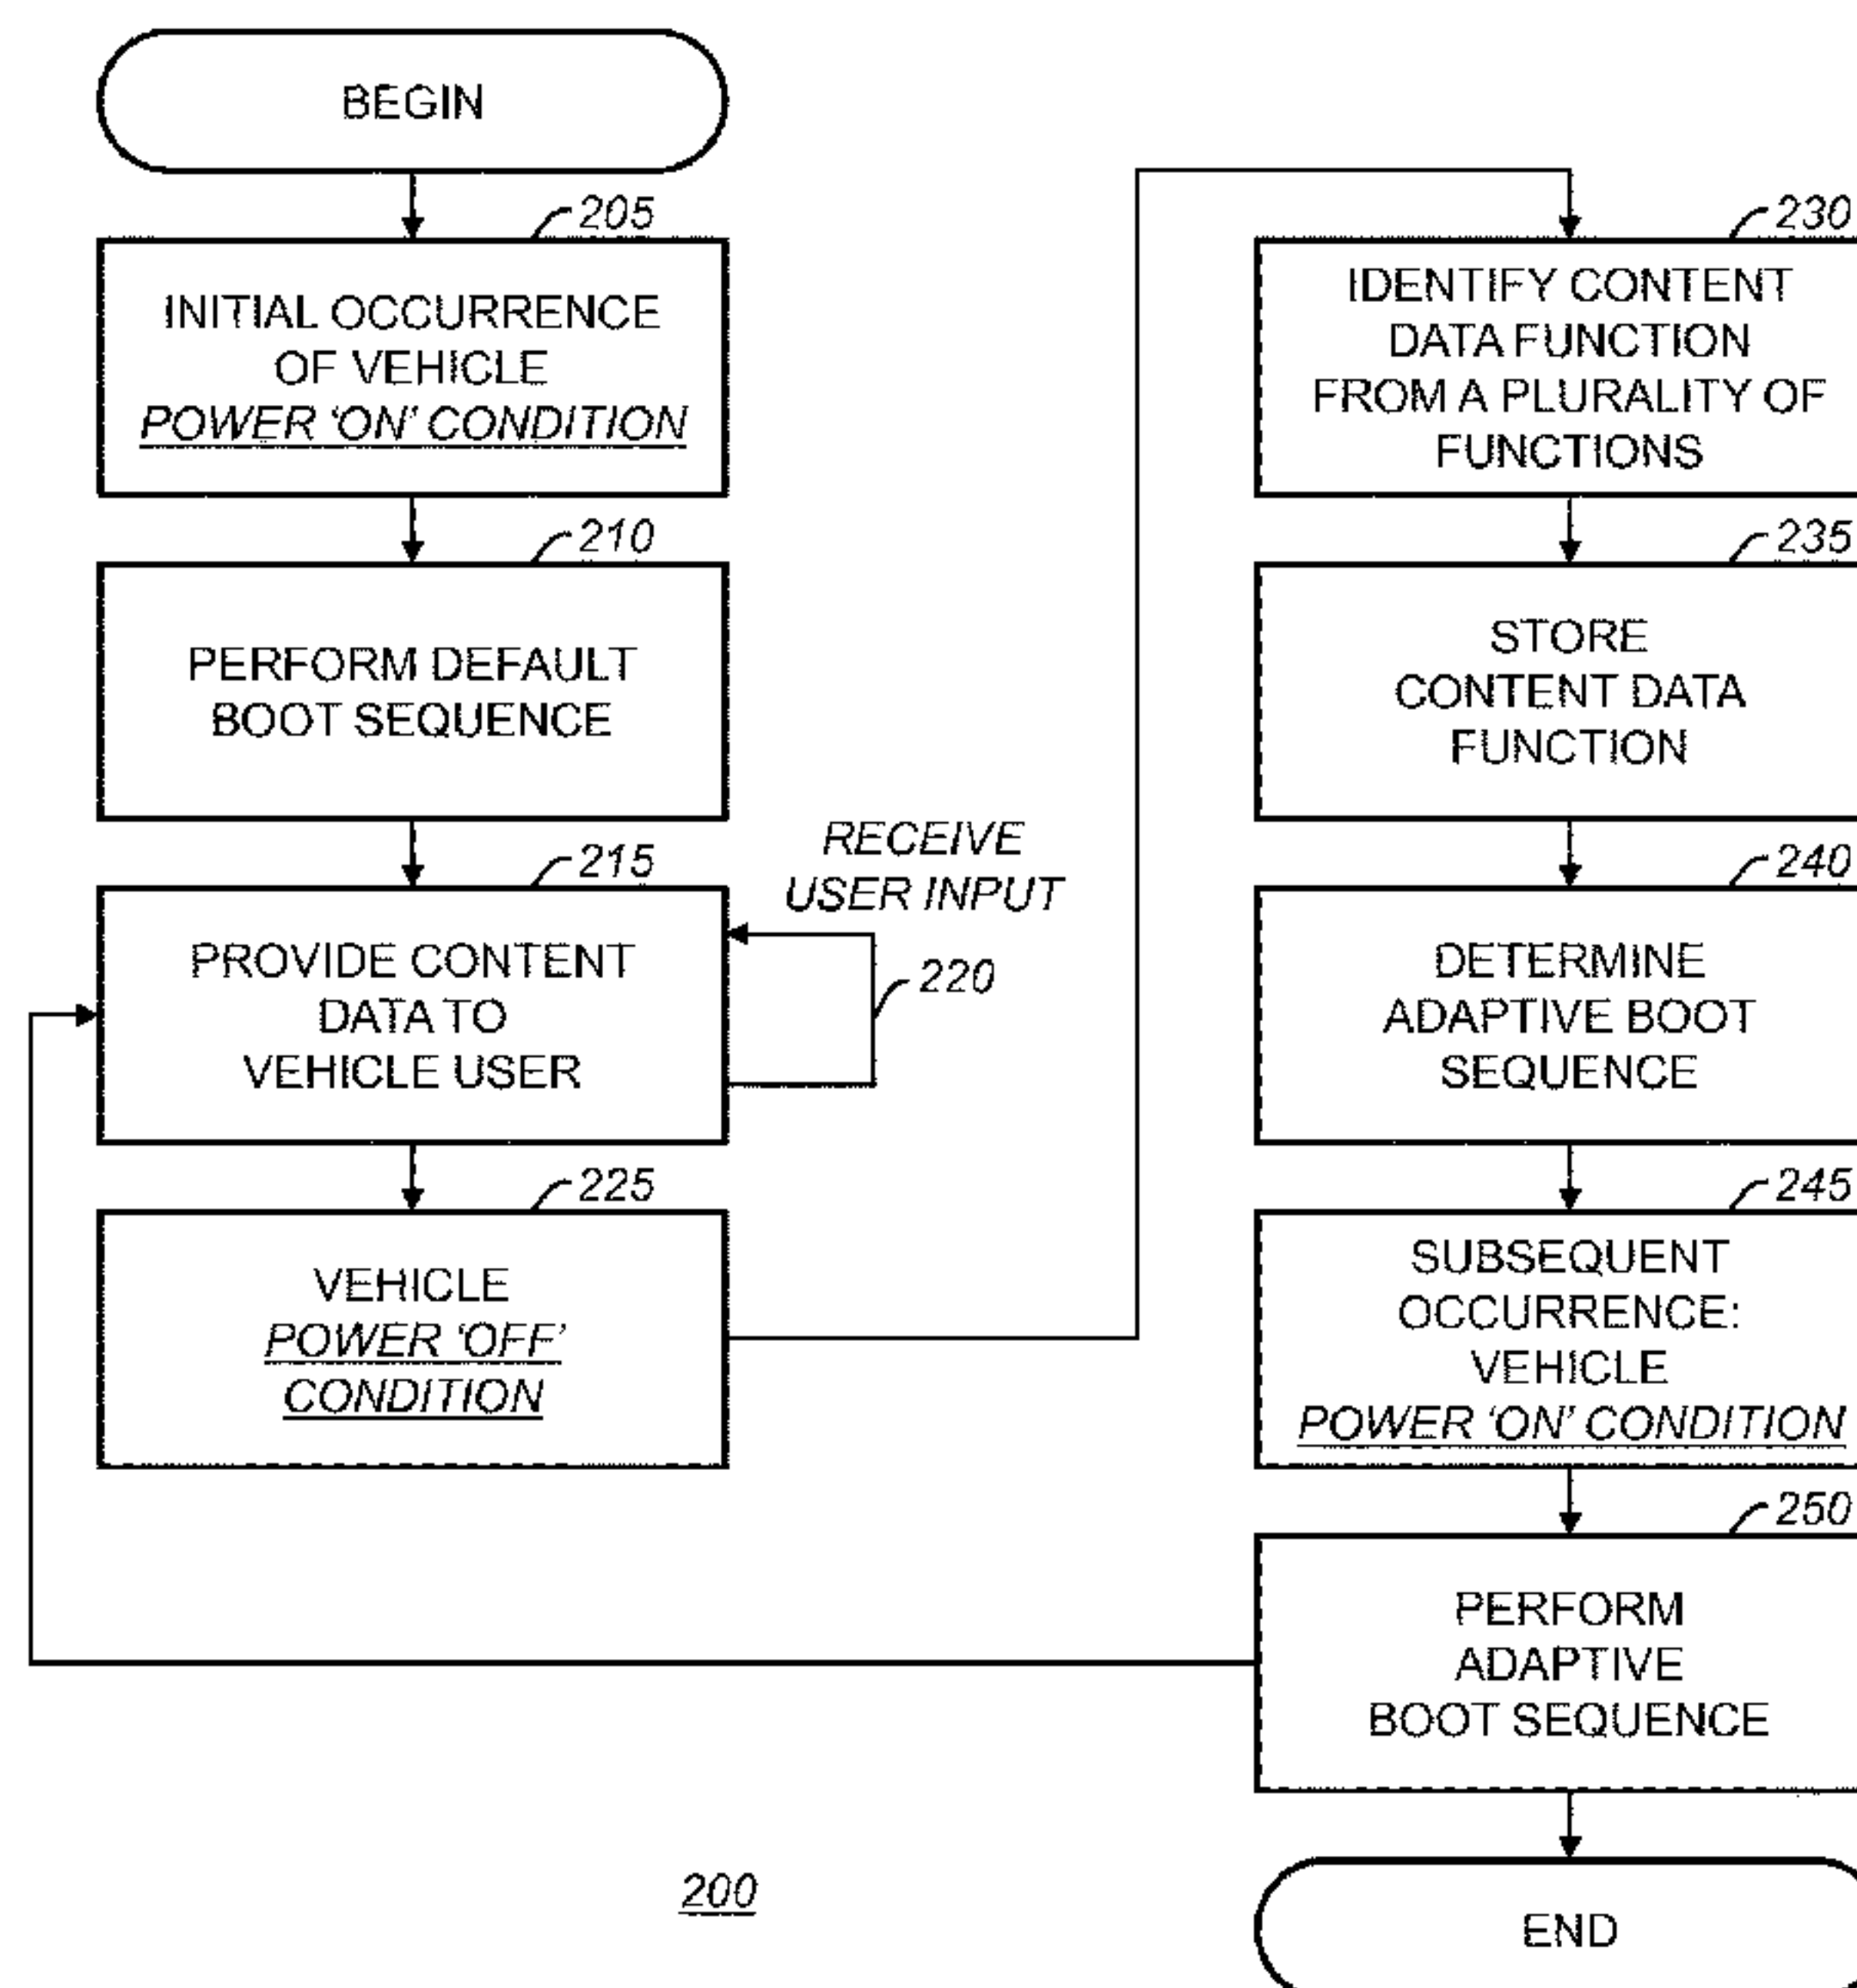 BEGIN
205
INITIAL OCCURRENCE
OF VEHICLE
POWER ‘ON’ CONDITION
210
PERFORM DEFAULT
BOOT SEQUENCE
215
PROVIDE CONTENT
DATA TO
VEHICLE USER
RECEIVE
USER INPUT
220
225
VEHICLE
POWER ‘OFF’
CONDITION
230
IDENTIFY CONTENT
DATA FUNCTION
FROM A PLURALITY OF
FUNCTIONS
235
STORE
CONTENT DATA
FUNCTION
240
DETERMINE
ADAPTIVE BOOT
SEQUENCE
245
SUBSEQUENT
OCCURRENCE:
VEHICLE
POWER ‘ON’ CONDITION
250
PERFORM
ADAPTIVE
BOOT SEQUENCE
END
200